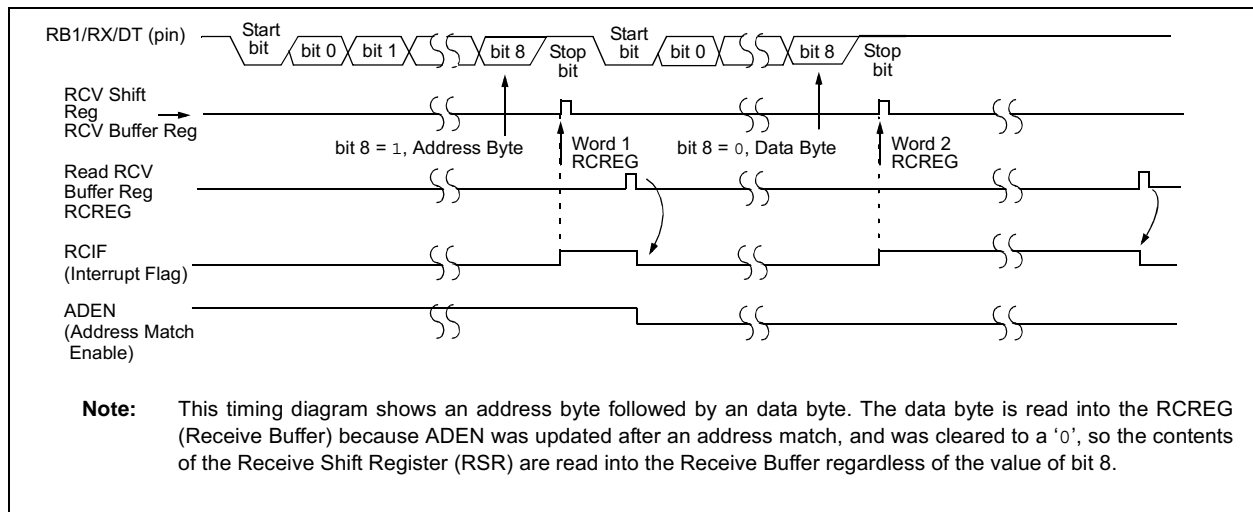 RB1/RX/DT (pin)
Start
bit
bit 0
bit 1
bit 8
Stop
bit
Start
bit
bit 0
bit 8
Stop
bit
RCV Shift
Reg
RCV Buffer Reg
bit 8 = 1, Address Byte
Word 1
RCREG
bit 8 = 0, Data Byte
Word 2
RCREG
Read RCV
Buffer Reg
RCREG
RCIF
(Interrupt Flag)
ADEN
(Address Match
Enable)
Note: This timing diagram shows an address byte followed by an data byte. The data byte is read into the RCREG
(Receive Buffer) because ADEN was updated after an address match, and was cleared to a ‘0’, so the contents
of the Receive Shift Register (RSR) are read into the Receive Buffer regardless of the value of bit 8.